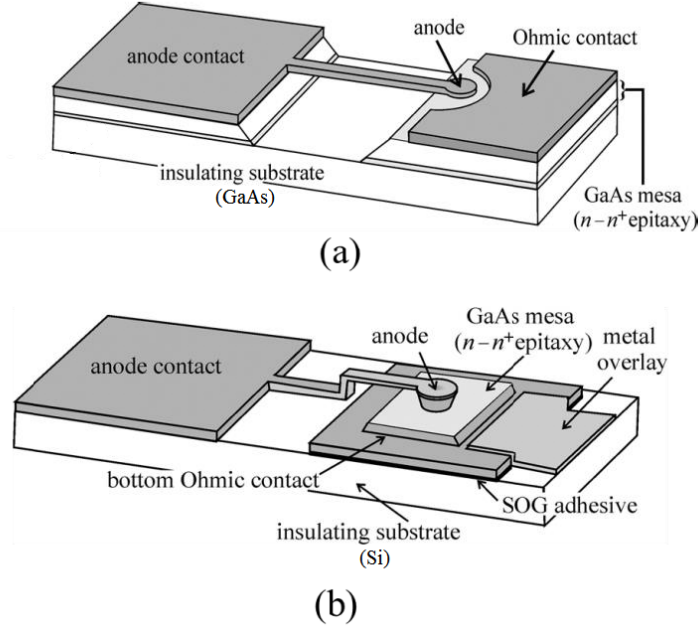 anode
Ohmic contact
anode contact
insulating substrate
(GaAs)
GaAs mesa
(n–n+epitaxy)
(a)
GaAs mesa
(n–n+epitaxy)
anode
metal
overlay
anode contact
bottom Ohmic contact
SOG adhesive
insulating substrate
(Si)
(b)